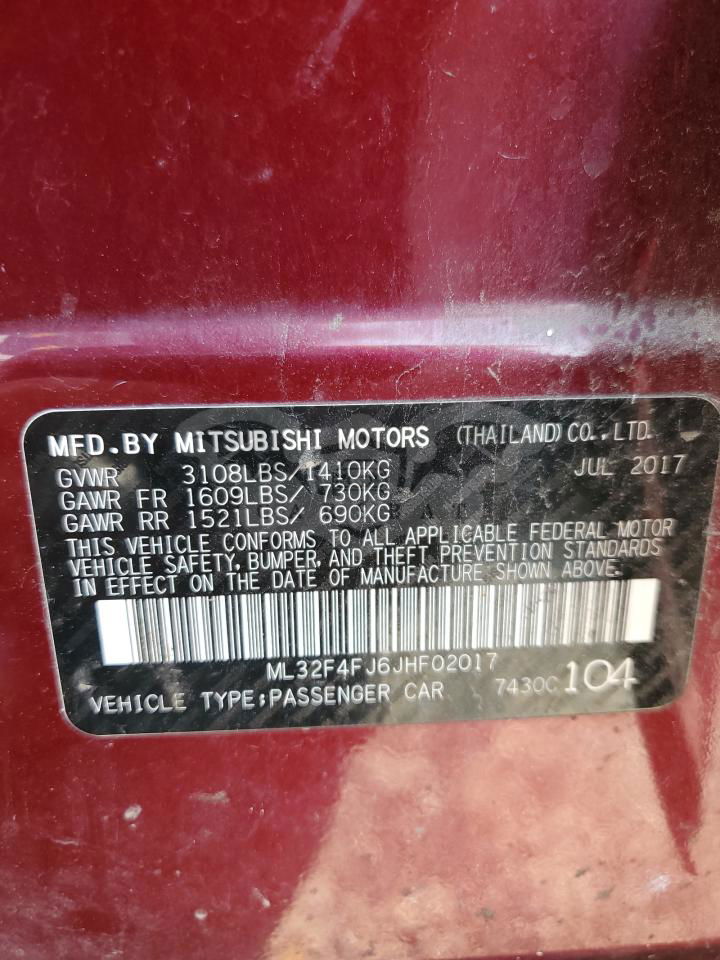 MFD.BY MITSUBISHI MOTORS (THAILAND) CO., LTD.
GVWR 3108LBS/1410KG JUL 2017
GAWR FR 1609LBS/ 730KG
GAWR RR 1521LBS/ 690KG
THIS VEHICLE CONFORMS TO ALL APPLICABLE FEDERAL MOTOR
VEHICLE SAFETY, BUMPER, AND THEFT PREVENTION STANDARDS
IN EFFECT ON THE DATE OF MANUFACTURE SHOWN ABOVE.
ML32F4FJ6JHF02017
VEHICLE TYPE:PASSENGER CAR 7430C 104